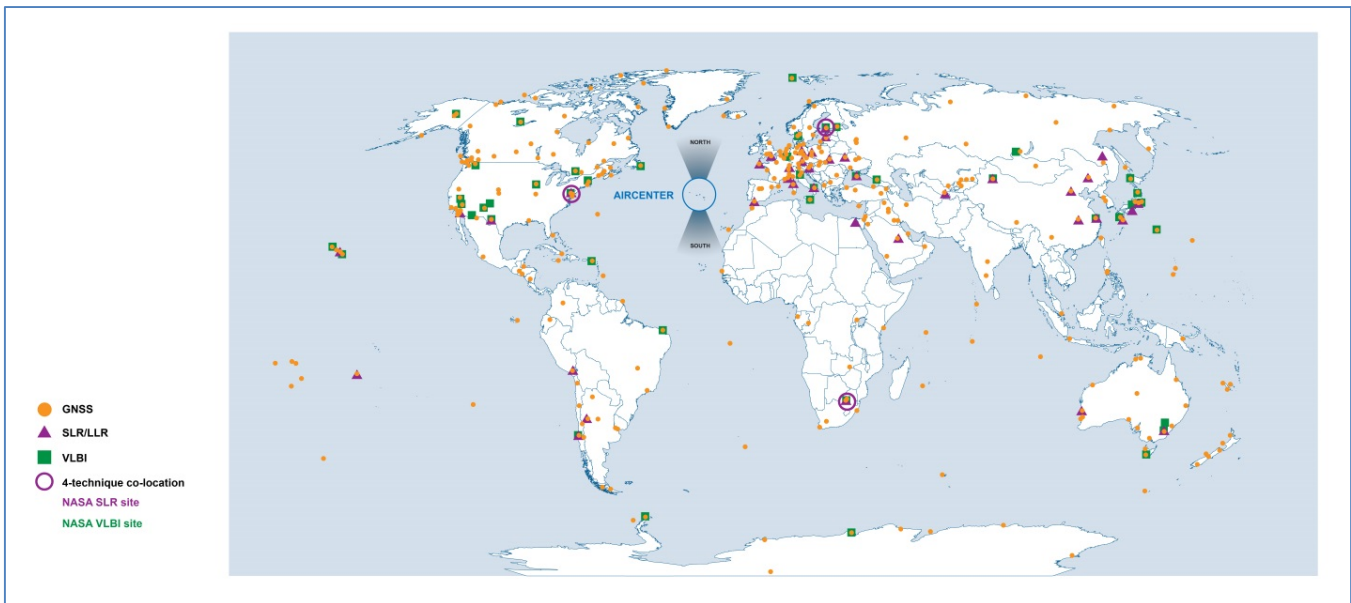 NORTH
AIRCENTER
SOUTH
GNSS
SLR/LLR
VLBI
4-technique co-location
NASA SLR site
NASA VLBI site